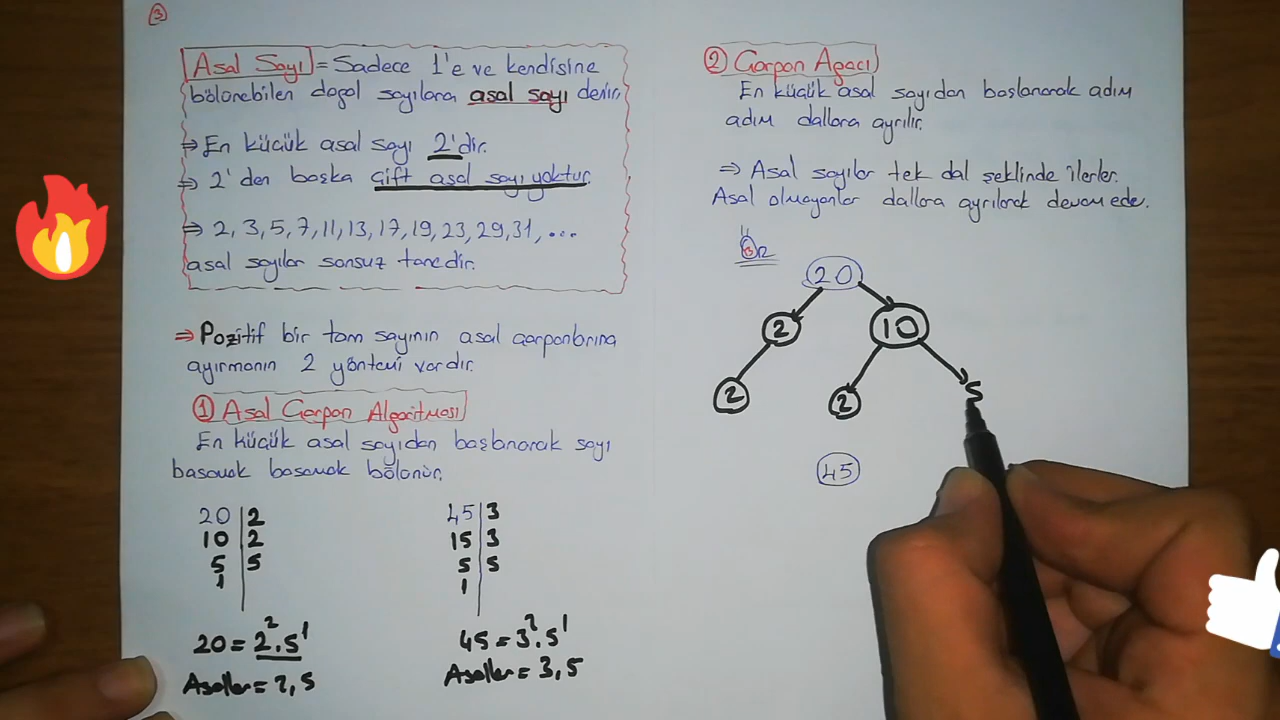 3
Asal Sayı = Sadece 1'e ve kendisine
bölünebilen doğal sayılara asal sayı denir.
⇒ En küçük asal sayı 2'dir.
⇒ 2'den başka çift asal sayı yoktur.
⇒ 2, 3, 5, 7, 11, 13, 17, 19, 23, 29, 31, ...
asal sayılar sonsuz tanedir.
⇒ Pozitif bir tam sayının asal çarpanlarına
ayırmanın 2 yöntemi vardır.
1 Asal Çarpan Algoritması
En küçük asal sayıdan başlanarak sayı
basamak basamak bölünür.
20 | 2
10 | 2
5 | 5
1
20 = 2².5¹
Asaller = 2, 5
45 | 3
15 | 3
5 | 5
1
45 = 3².5¹
Asaller = 3, 5
2 Çarpan Ağacı
En küçük asal sayıdan başlanarak adım
adım dallara ayrılır.
⇒ Asal sayılar tek dal şeklinde ilerler.
Asal olmayanlar dallara ayrılarak devam eder.
Ör
20
2 10
2 2 5
45